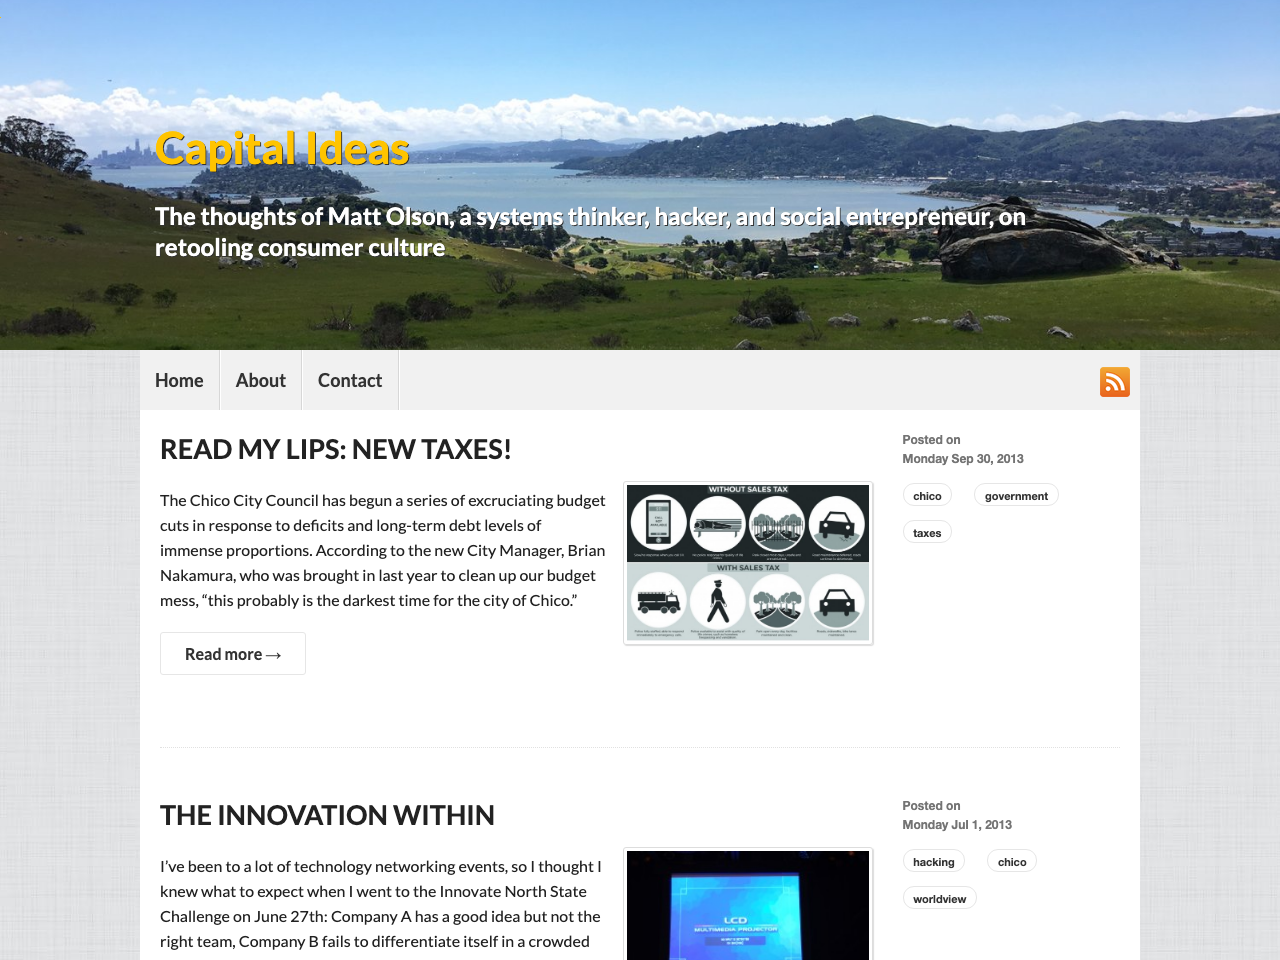 Capital Ideas
The thoughts of Matt Olson, a systems thinker, hacker, and social entrepreneur, on
retooling consumer culture
Home
About
Contact
READ MY LIPS: NEW TAXES!
The Chico City Council has begun a series of excruciating budget
cuts in response to deficits and long-term debt levels of
immense proportions. According to the new City Manager, Brian
Nakamura, who was brought in last year to clean up our budget
mess, “this probably is the darkest time for the city of Chico.”
Read more →
WITHOUT SALES TAX
WITH SALES TAX
Posted on
Monday Sep 30, 2013
chico
government
taxes
THE INNOVATION WITHIN
I’ve been to a lot of technology networking events, so I thought I
knew what to expect when I went to the Innovate North State
Challenge on June 27th: Company A has a good idea but not the
right team, Company B fails to differentiate itself in a crowded
LCD
MULTIMEDIA PROJECTOR
Posted on
Monday Jul 1, 2013
hacking
chico
worldview